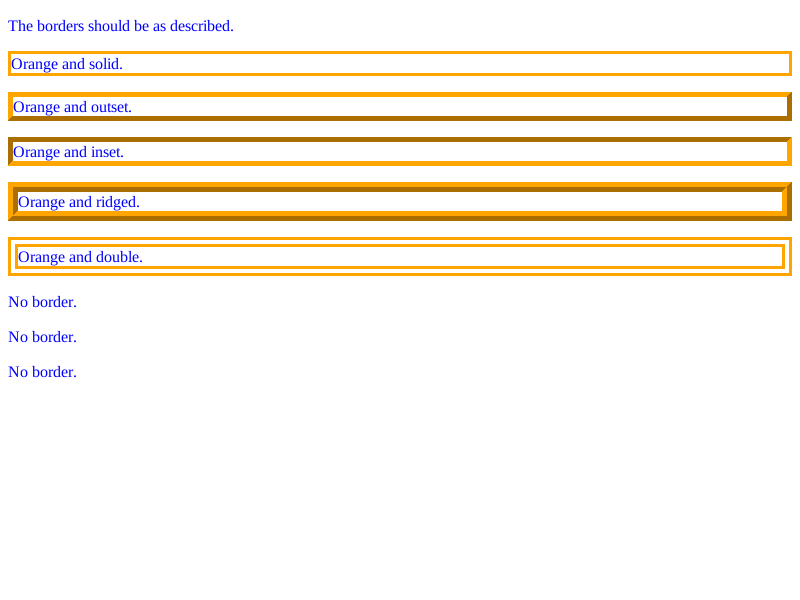 The borders should be as described.
Orange and solid.
Orange and outset.
Orange and inset.
Orange and ridged.
Orange and double.
No border.
No border.
No border.